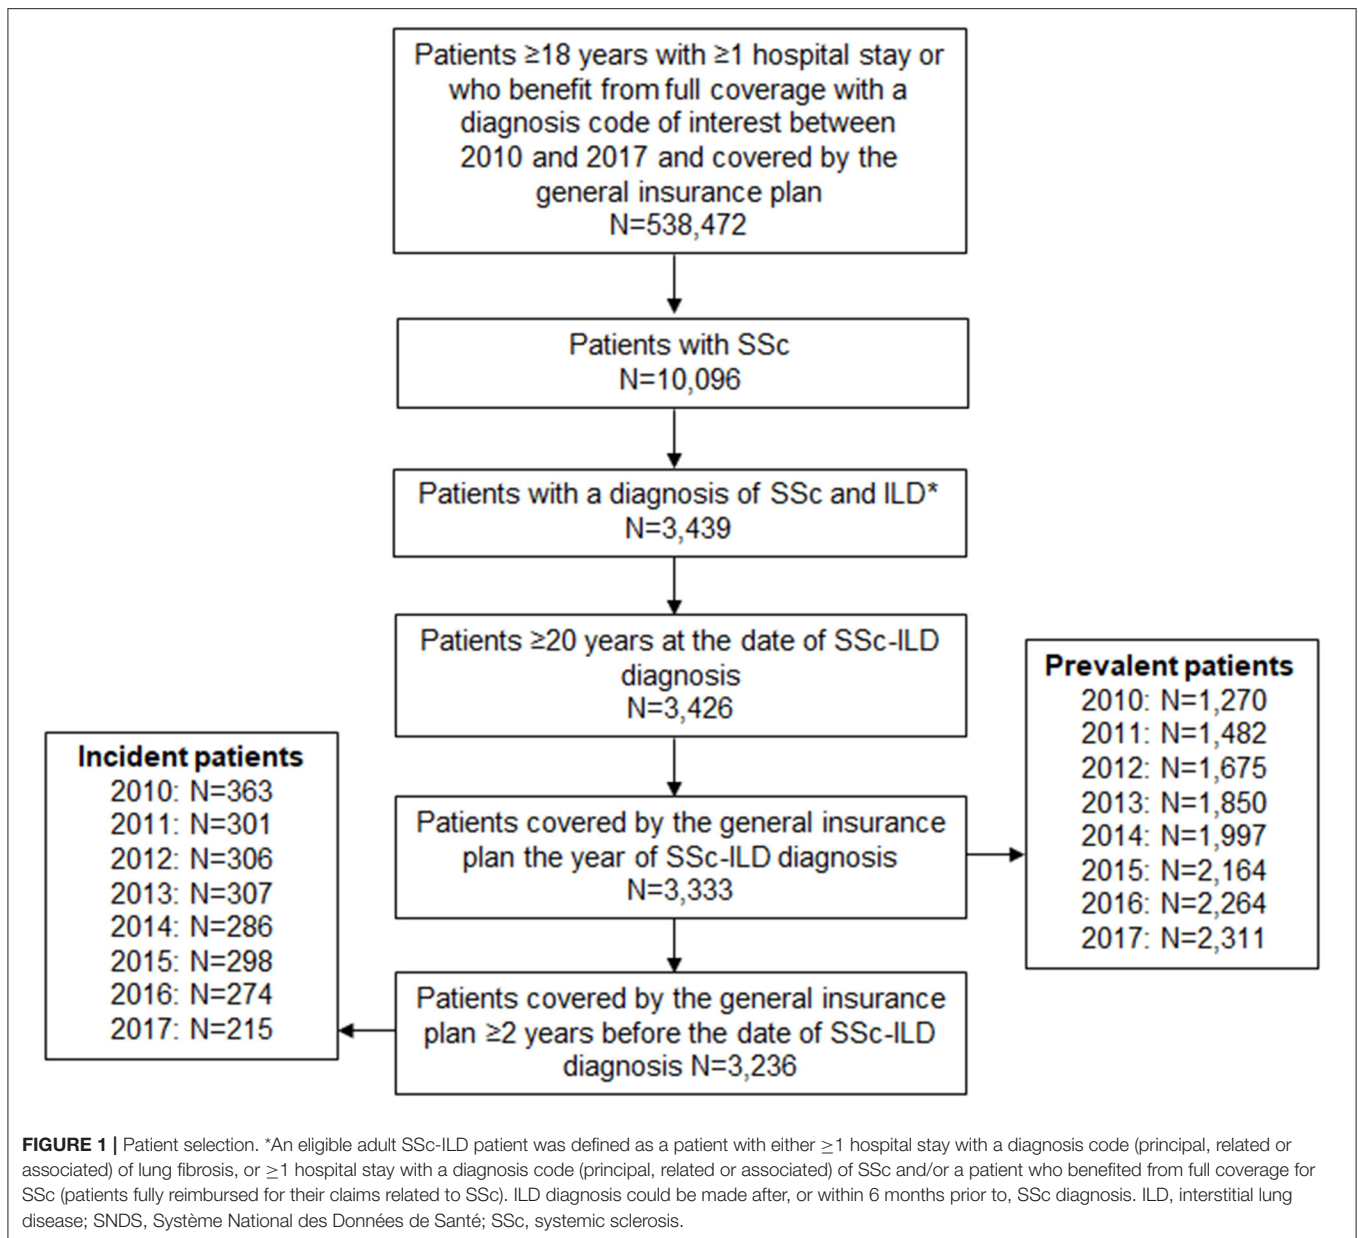 Patients ≥18 years with ≥1 hospital stay or
who benefit from full coverage with a
diagnosis code of interest between
2010 and 2017 and covered by the
general insurance plan
N=538,472
Patients with SSc
N=10,096
Patients with a diagnosis of SSc and ILD*
N=3,439
Patients ≥20 years at the date of SSc-ILD
diagnosis
N=3,426
Patients covered by the general insurance
plan the year of SSc-ILD diagnosis
N=3,333
Prevalent patients
2010: N=1,270
2011: N=1,482
2012: N=1,675
2013: N=1,850
2014: N=1,997
2015: N=2,164
2016: N=2,264
2017: N=2,311
Patients covered by the general insurance
plan ≥2 years before the date of SSc-ILD
diagnosis N=3,236
Incident patients
2010: N=363
2011: N=301
2012: N=306
2013: N=307
2014: N=286
2015: N=298
2016: N=274
2017: N=215
FIGURE 1 | Patient selection. *An eligible adult SSc-ILD patient was defined as a patient with either ≥1 hospital stay with a diagnosis code (principal, related or
associated) of lung fibrosis, or ≥1 hospital stay with a diagnosis code (principal, related or associated) of SSc and/or a patient who benefited from full coverage for
SSc (patients fully reimbursed for their claims related to SSc). ILD diagnosis could be made after, or within 6 months prior to, SSc diagnosis. ILD, interstitial lung
disease; SNDS, Système National des Données de Santé; SSc, systemic sclerosis.